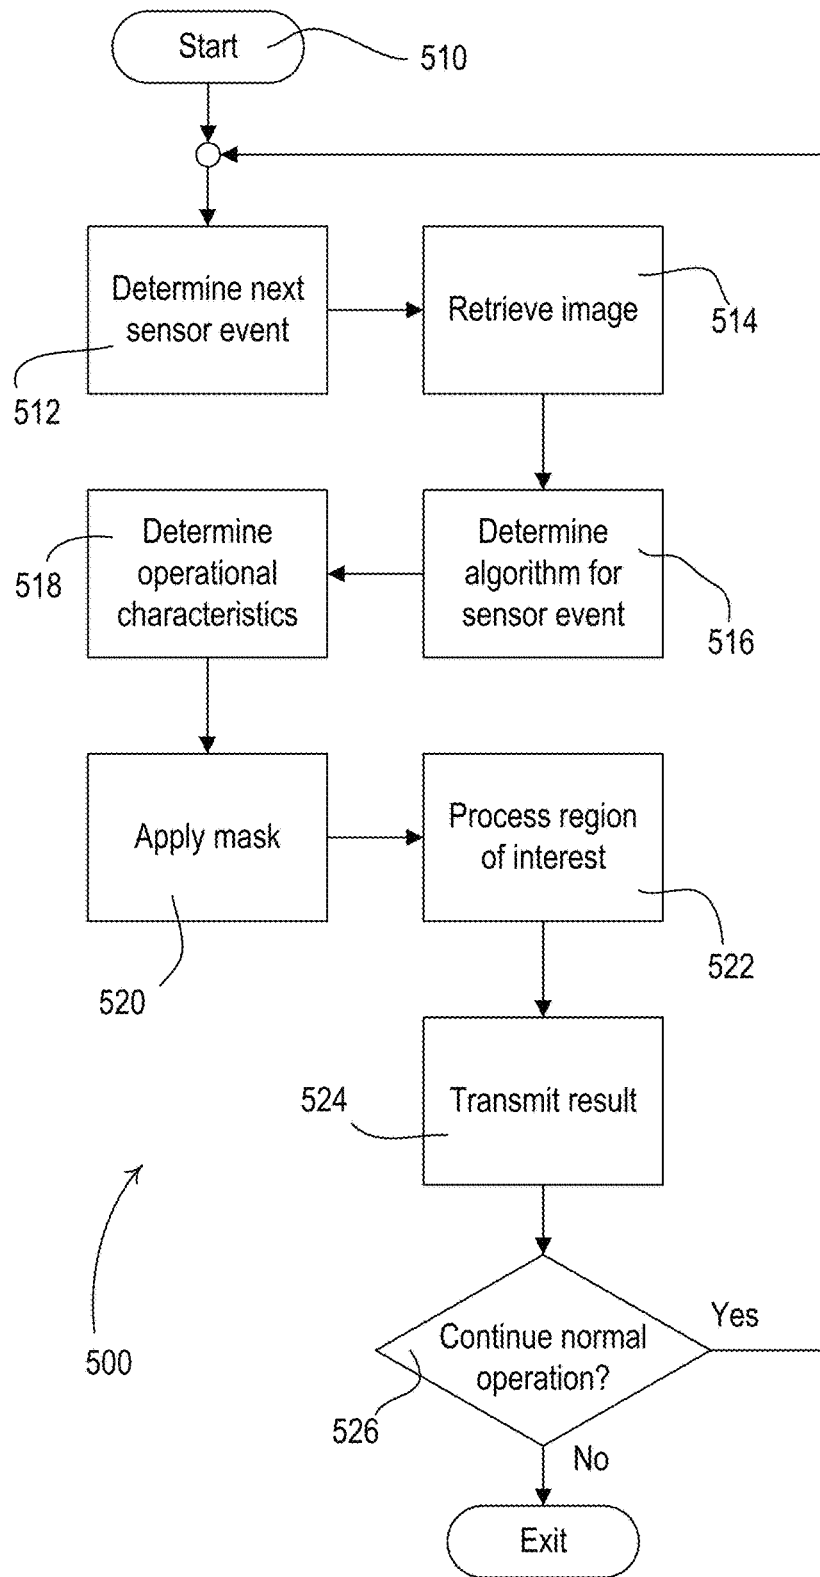 Start
510
Determine next
sensor event
512
Retrieve image
514
Determine
algorithm for
sensor event
516
Determine
operational
characteristics
518
Apply mask
520
Process region
of interest
522
Transmit result
524
Continue normal
operation?
526
Yes
No
Exit
500